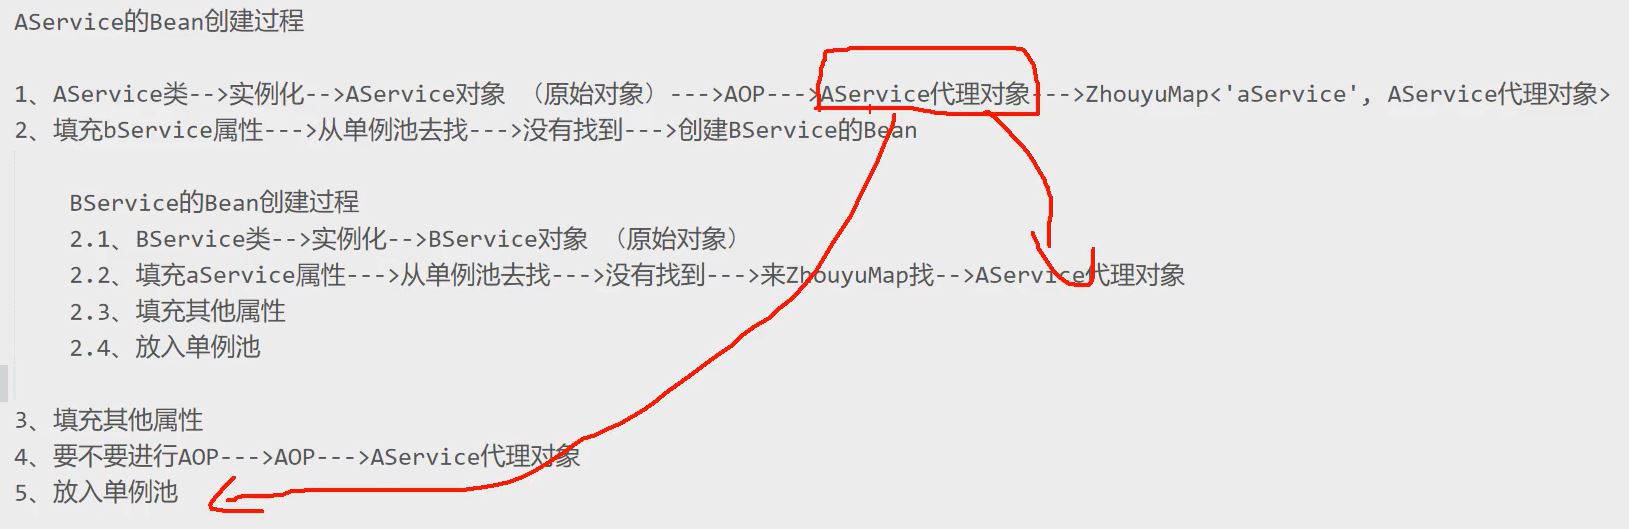 AService的Bean创建过程
1、AService类-->实例化-->AService对象 （原始对象）--->AOP--->AService代理对象--->ZhouyuMap<'aService', AService代理对象>
2、填充bService属性--->从单例池去找--->没有找到--->创建BService的Bean
BService的Bean创建过程
2.1、BService类-->实例化-->BService对象 （原始对象）
2.2、填充aService属性--->从单例池去找--->没有找到--->来ZhouyuMap找-->AService代理对象
2.3、填充其他属性
2.4、放入单例池
3、填充其他属性
4、要不要进行AOP--->AOP--->AService代理对象
5、放入单例池